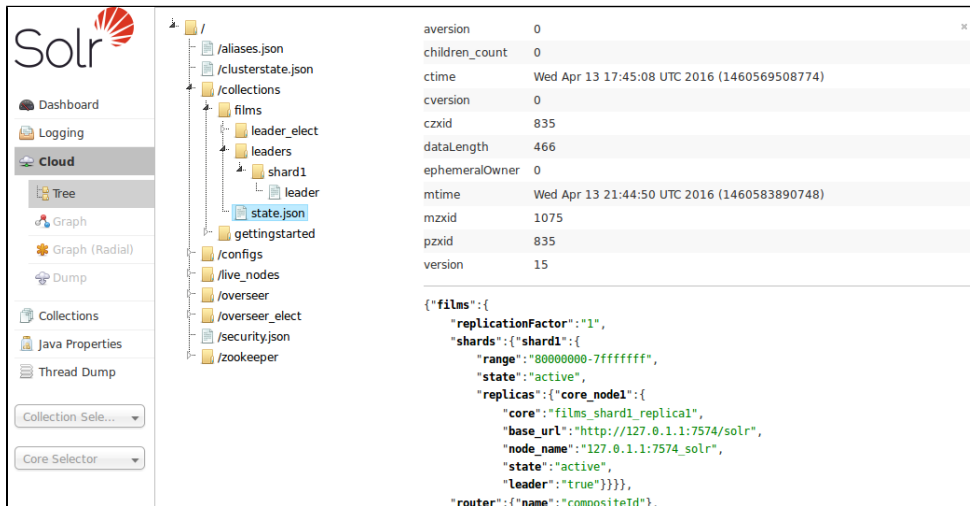 Solr
Dashboard
Logging
Cloud
Tree
Graph
Graph (Radial)
Dump
Collections
Java Properties
Thread Dump
Collection Sele...
Core Selector
/
/aliases.json
/clusterstate.json
/collections
films
leader_elect
leaders
shard1
leader
state.json
gettingstarted
/configs
/live_nodes
/overseer
/overseer_elect
/security.json
/zookeeper
aversion 0
children_count 0
ctime Wed Apr 13 17:45:08 UTC 2016 (1460569508774)
cversion 0
czxid 835
dataLength 466
ephemeralOwner 0
mtime Wed Apr 13 21:44:50 UTC 2016 (1460583890748)
mzxid 1075
pzxid 835
version 15
{"films":{
"replicationFactor":"1",
"shards":{"shard1":{
"range":"80000000-7fffffff",
"state":"active",
"replicas":{"core_node1":{
"core":"films_shard1_replica1",
"base_url":"http://127.0.1.1:7574/solr",
"node_name":"127.0.1.1:7574_solr",
"state":"active",
"leader":"true"}}}},
"router":{"name":"compositeId"},